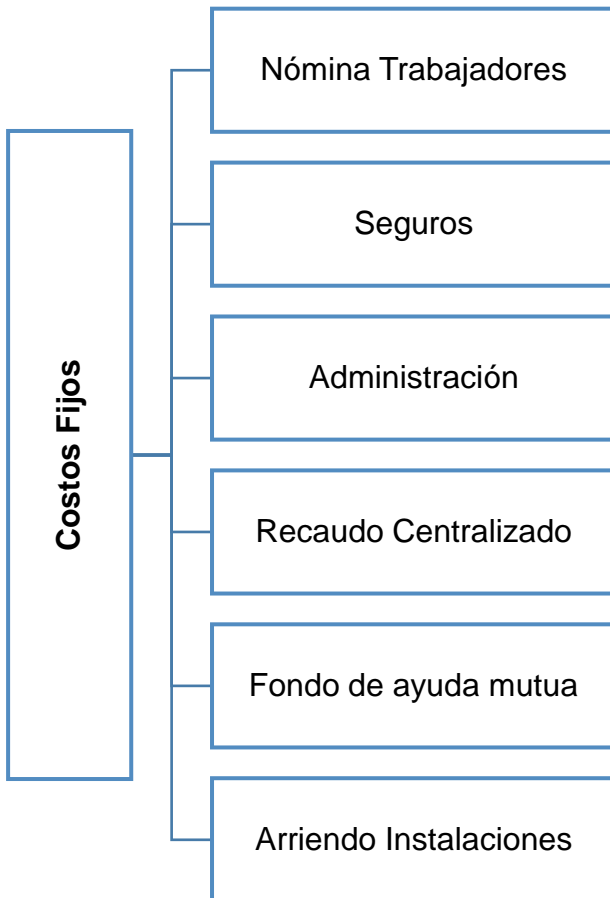 Costos Fijos
Nómina Trabajadores
Seguros
Administración
Recaudo Centralizado
Fondo de ayuda mutua
Arriendo Instalaciones